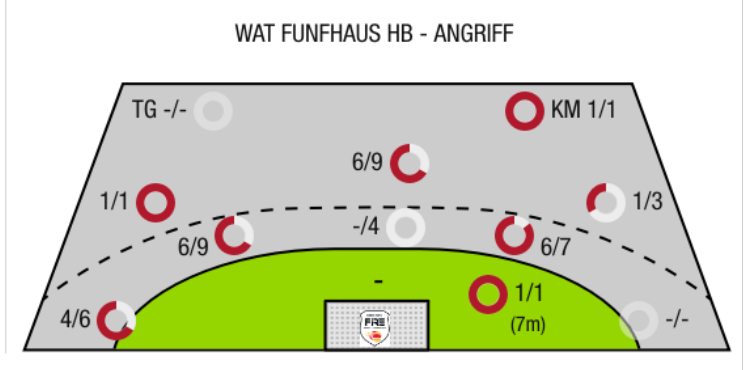 WAT FUNFHAUS HB - ANGRIFF
TG -/-
KM 1/1
6/9
1/1
1/3
6/9
-/4
6/7
-
1/1
(7m)
4/6
-/-
FIRE